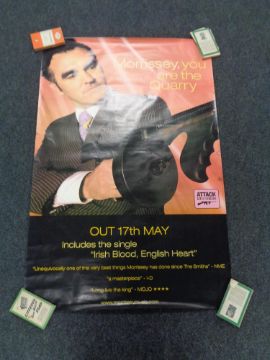 Morrissey, you
are the
Quarry
ATTACK
OUT 17th MAY
includes the single
"Irish Blood, English Heart"
"Unequivocally one of the very best things Morrissey has done since The Smiths" - NME
"a masterpiece" - i-D
"Long live the king" - MOJO ★★★★